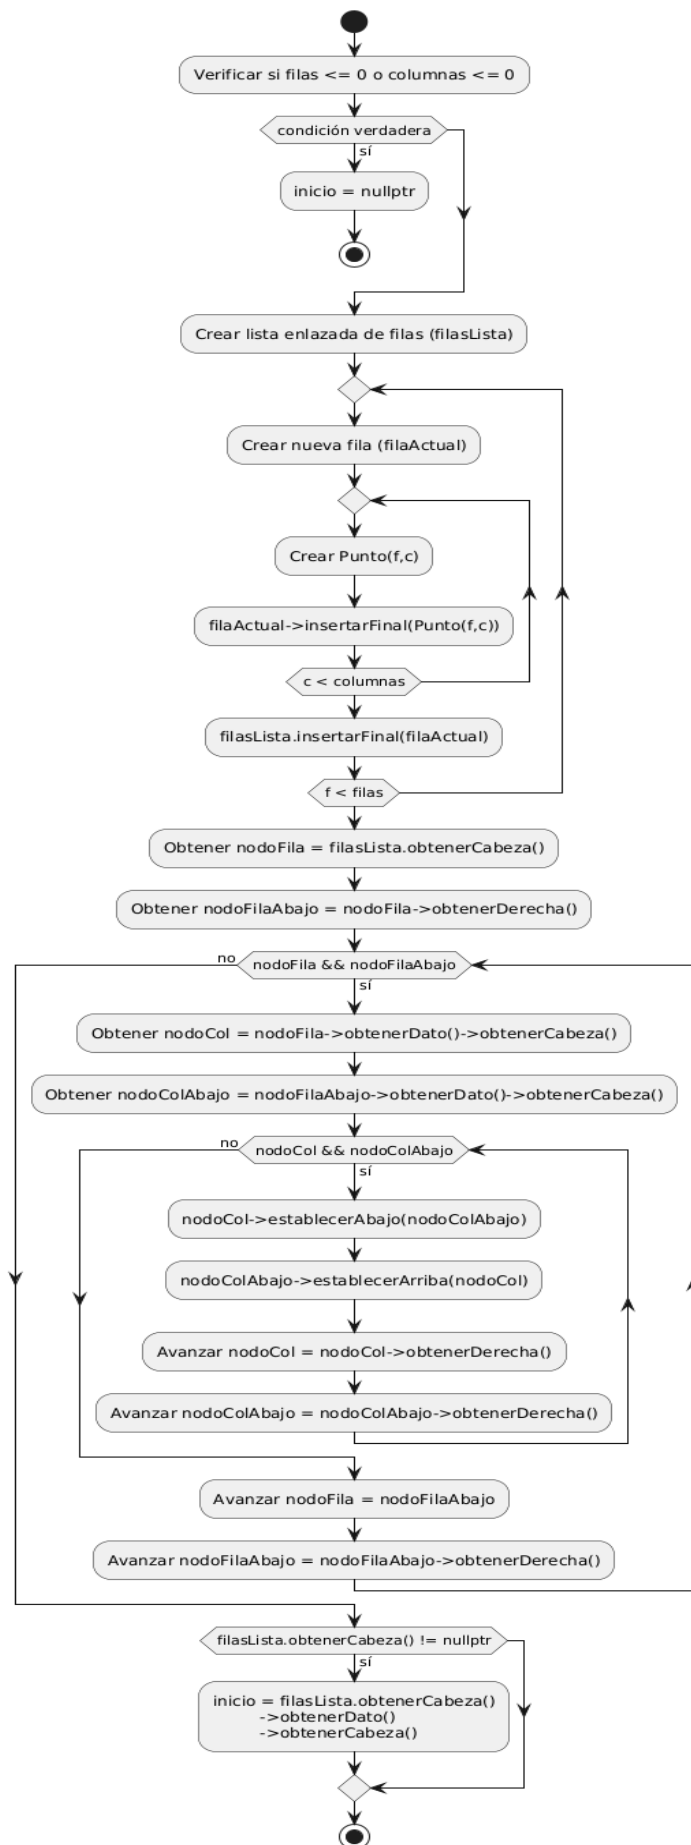 Verificar si filas <= 0 o columnas <= 0
condición verdadera
sí
inicio = nullptr
Crear lista enlazada de filas (filasLista)
Crear nueva fila (filaActual)
Crear Punto(f,c)
filaActual->insertarFinal(Punto(f,c))
c < columnas
filasLista.insertarFinal(filaActual)
f < filas
Obtener nodoFila = filasLista.obtenerCabeza()
Obtener nodoFilaAbajo = nodoFila->obtenerDerecha()
no
nodoFila && nodoFilaAbajo
sí
Obtener nodoCol = nodoFila->obtenerDato()->obtenerCabeza()
Obtener nodoColAbajo = nodoFilaAbajo->obtenerDato()->obtenerCabeza()
no
nodoCol && nodoColAbajo
sí
nodoCol->establecerAbajo(nodoColAbajo)
nodoColAbajo->establecerArriba(nodoCol)
Avanzar nodoCol = nodoCol->obtenerDerecha()
Avanzar nodoColAbajo = nodoColAbajo->obtenerDerecha()
Avanzar nodoFila = nodoFilaAbajo
Avanzar nodoFilaAbajo = nodoFilaAbajo->obtenerDerecha()
filasLista.obtenerCabeza() != nullptr
sí
inicio = filasLista.obtenerCabeza()
->obtenerDato()
->obtenerCabeza()